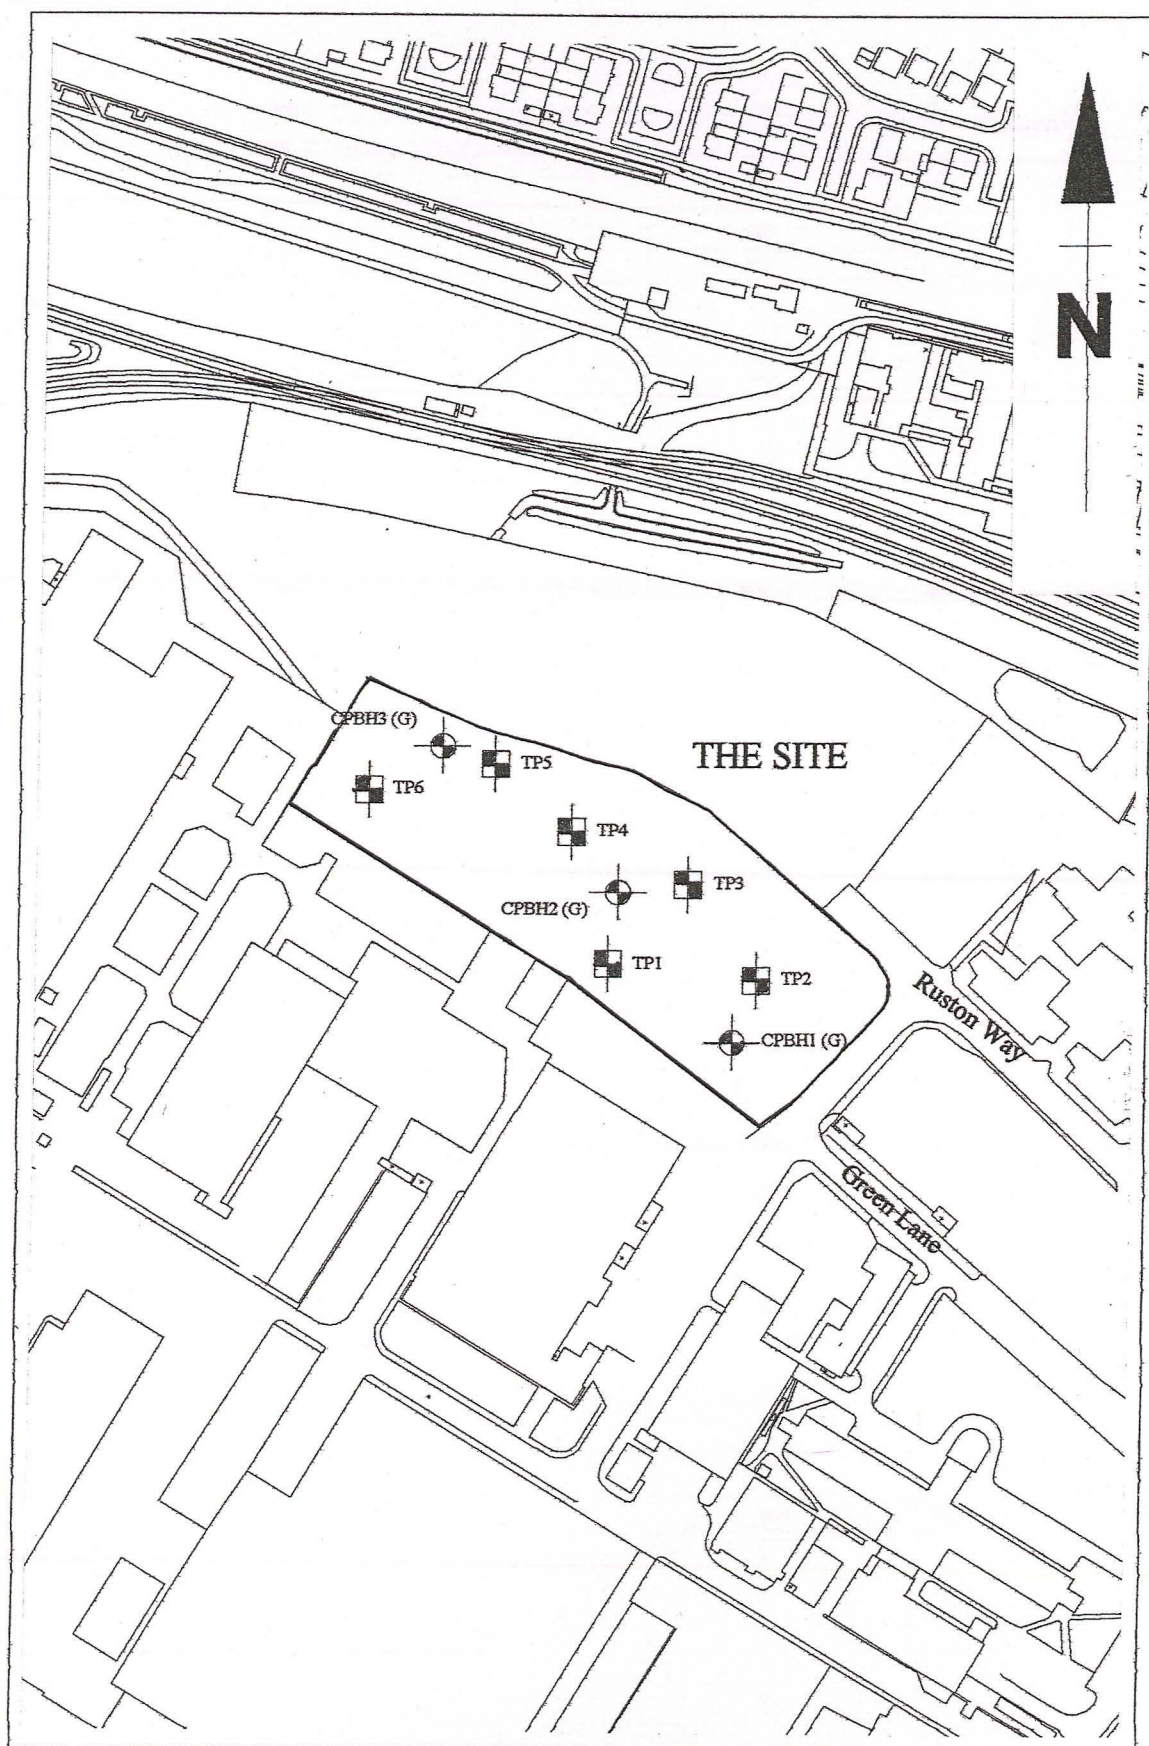 N
CPBH3 (G)
TP5
THE SITE
TP6
TP4
TP3
CPBH2 (G)
TP1
TP2
Ruston Way
CPBH1 (G)
Green Lane